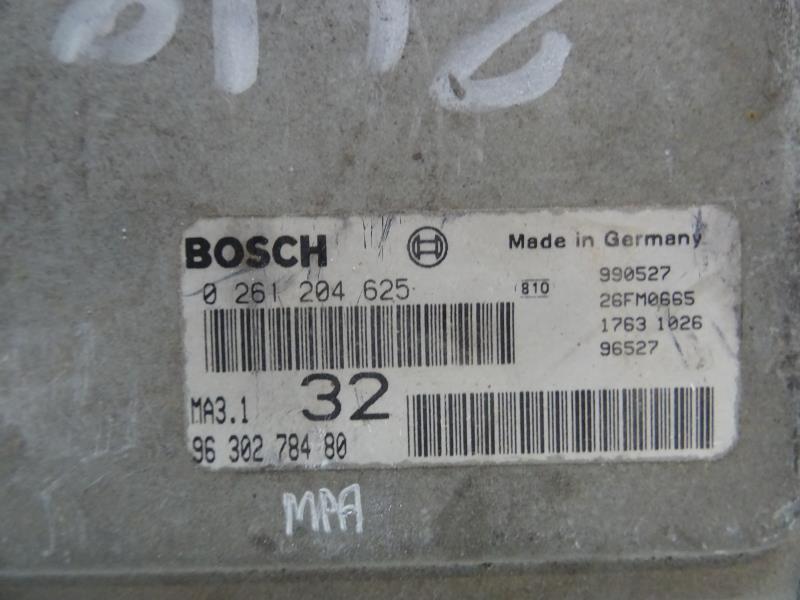 BOSCH Made in Germany
0 261 204 625 810 990527
26FM0665
1763 1026
96527
MA3.1 32
96 302 784 80
MPA